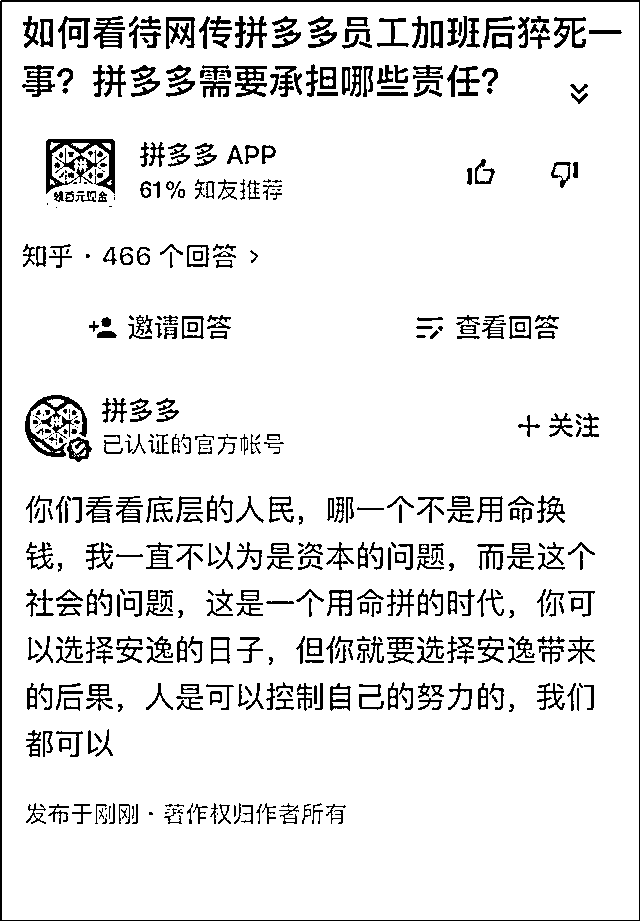 如何看待网传拼多多员工加班后猝死一
事？拼多多需要承担哪些责任？
领百元现金
拼多多 APP
61% 知友推荐
知乎 · 466 个回答 >
邀请回答
查看回答
拼多多
已认证的官方帐号
+ 关注
你们看看底层的人民，哪一个不是用命换
钱，我一直不以为是资本的问题，而是这个
社会的问题，这是一个用命拼的时代，你可
以选择安逸的日子，但你就要选择安逸带来
的后果，人是可以控制自己的努力的，我们
都可以
发布于刚刚 · 著作权归作者所有